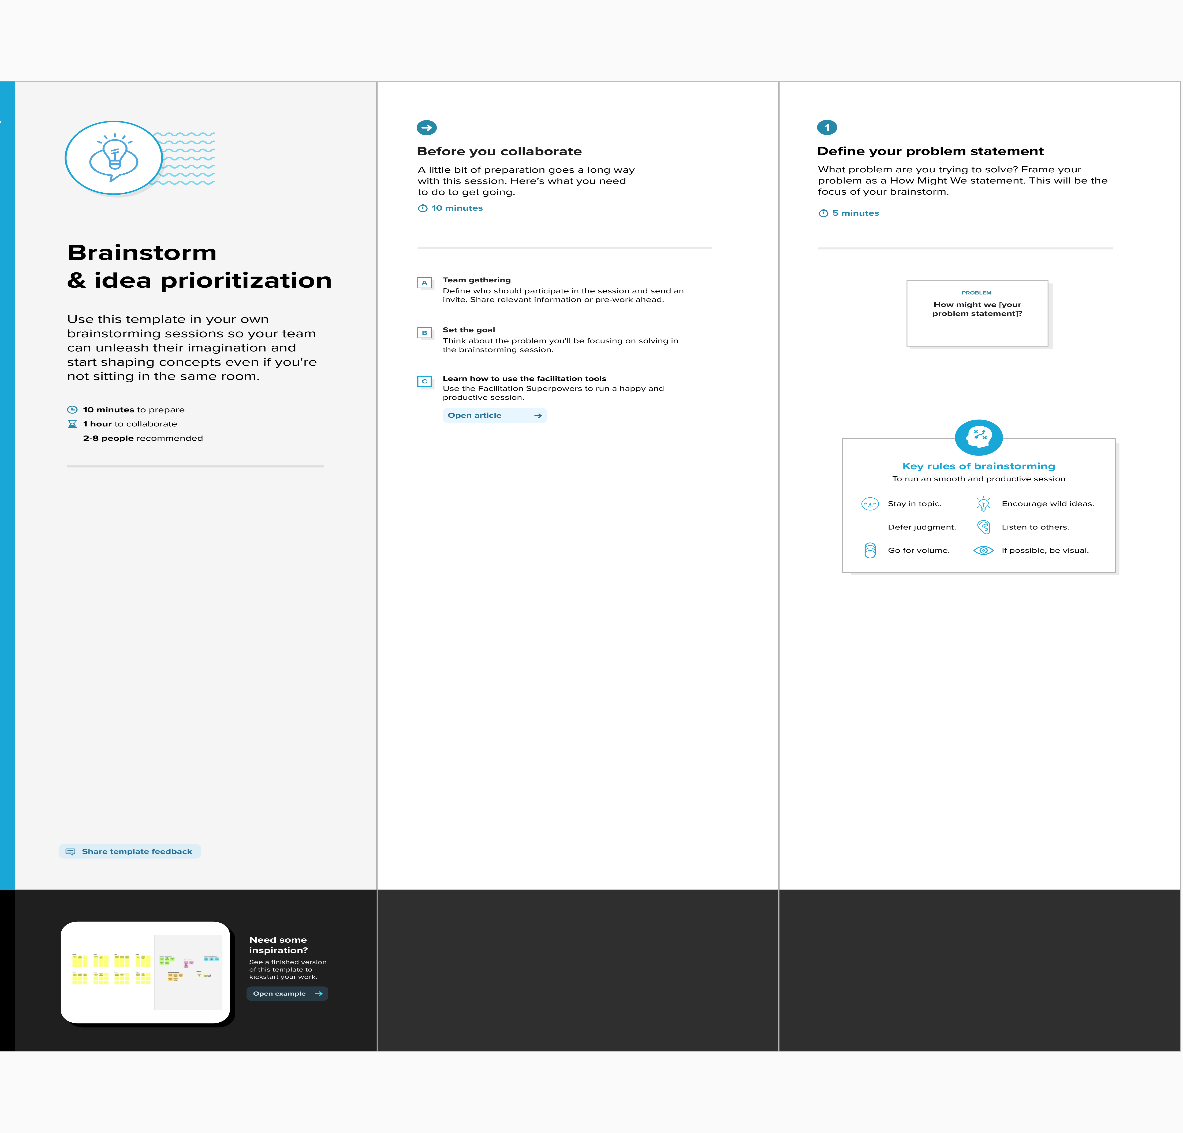 Brainstorm
& idea prioritization
Use this template in your own
brainstorming sessions so your team
can unleash their imagination and
start shaping concepts even if you're
not sitting in the same room.
10 minutes to prepare
1 hour to collaborate
2-8 people recommended
Share template feedback
Need some
inspiration?
See a finished version
of this template to
kickstart your work.
Open example
Before you collaborate
A little bit of preparation goes a long way
with this session. Here's what you need
to do to get going.
10 minutes
A
Team gathering
Define who should participate in the session and send an
invite. Share relevant information or pre-work ahead.
B
Set the goal
Think about the problem you'll be focusing on solving in
the brainstorming session.
C
Learn how to use the facilitation tools
Use the Facilitation Superpowers to run a happy and
productive session.
Open article
1
Define your problem statement
What problem are you trying to solve? Frame your
problem as a How Might We statement. This will be the
focus of your brainstorm.
5 minutes
PROBLEM
How might we [your
problem statement]?
Key rules of brainstorming
To run an smooth and productive session
Stay in topic.
Encourage wild ideas.
Defer judgment.
Listen to others.
Go for volume.
If possible, be visual.